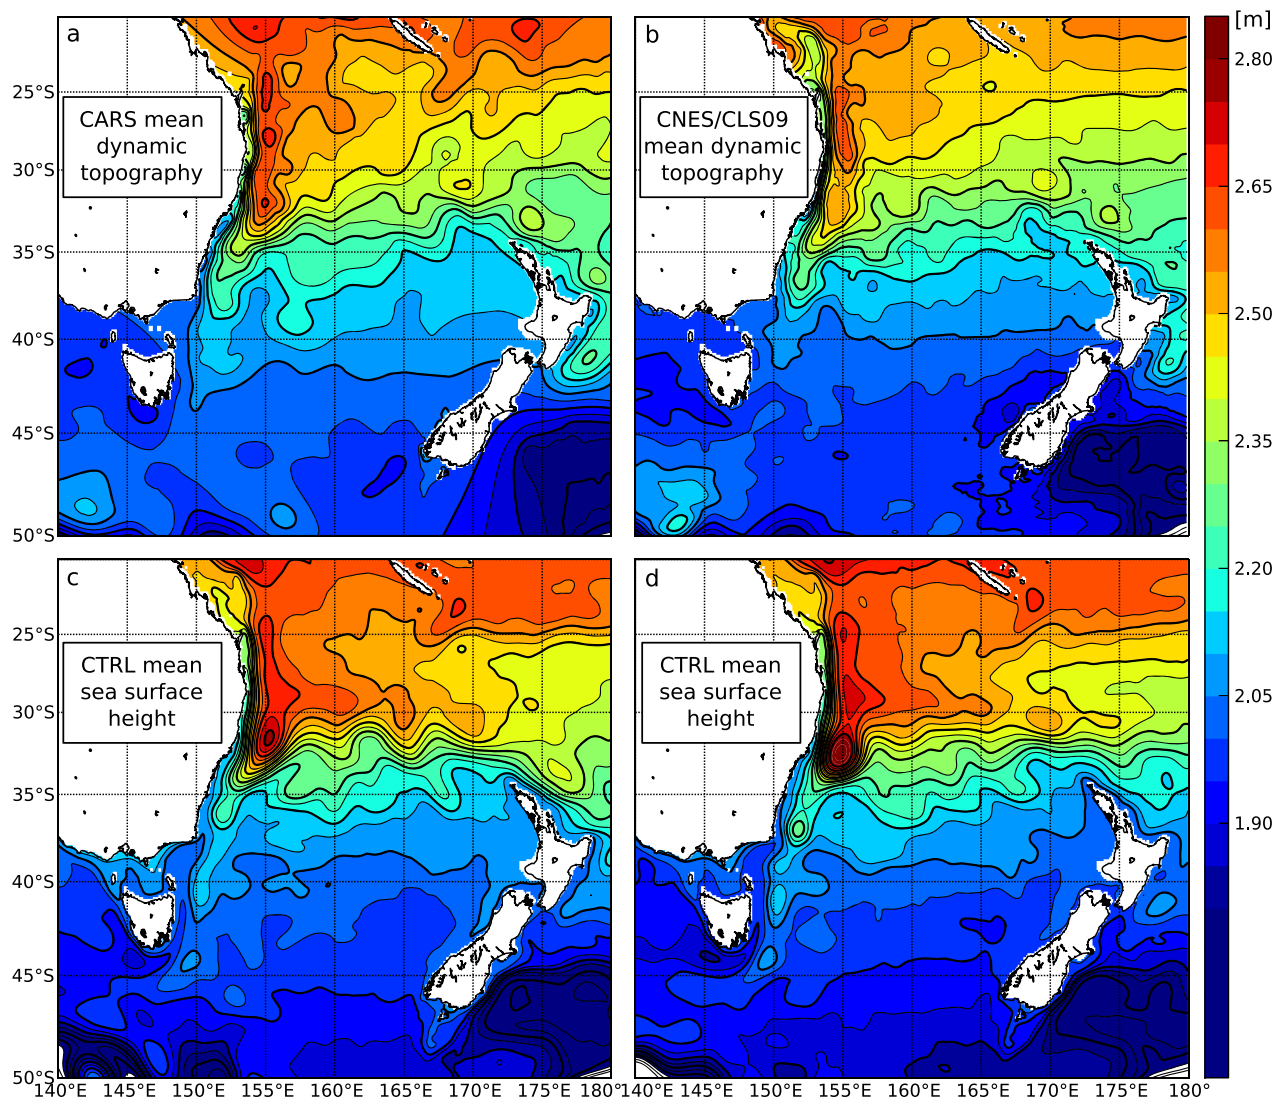 a
b
[m]
2.80
25°S
CARS mean
dynamic
topography
CNES/CLS09
mean dynamic
topography
2.65
30°S
35°S
2.50
40°S
45°S
2.35
50°S
c
d
2.20
25°S
CTRL mean
sea surface
height
CTRL mean
sea surface
height
2.05
30°S
35°S
1.90
40°S
45°S
50°S
140°E 145°E 150°E 155°E 160°E 165°E 170°E 175°E 180° 140°E 145°E 150°E 155°E 160°E 165°E 170°E 175°E 180°